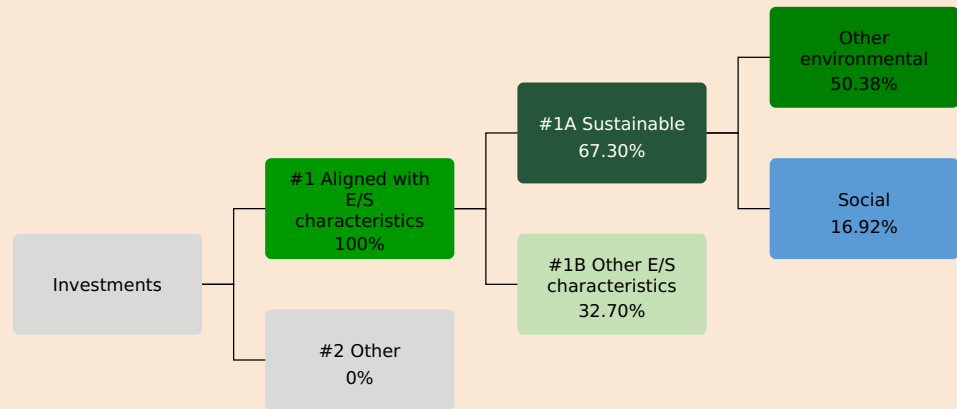 Other
environmental
50.38%
#1A Sustainable
67.30%
#1 Aligned with
E/S
characteristics
100%
Social
16.92%
Investments
#1B Other E/S
characteristics
32.70%
#2 Other
0%